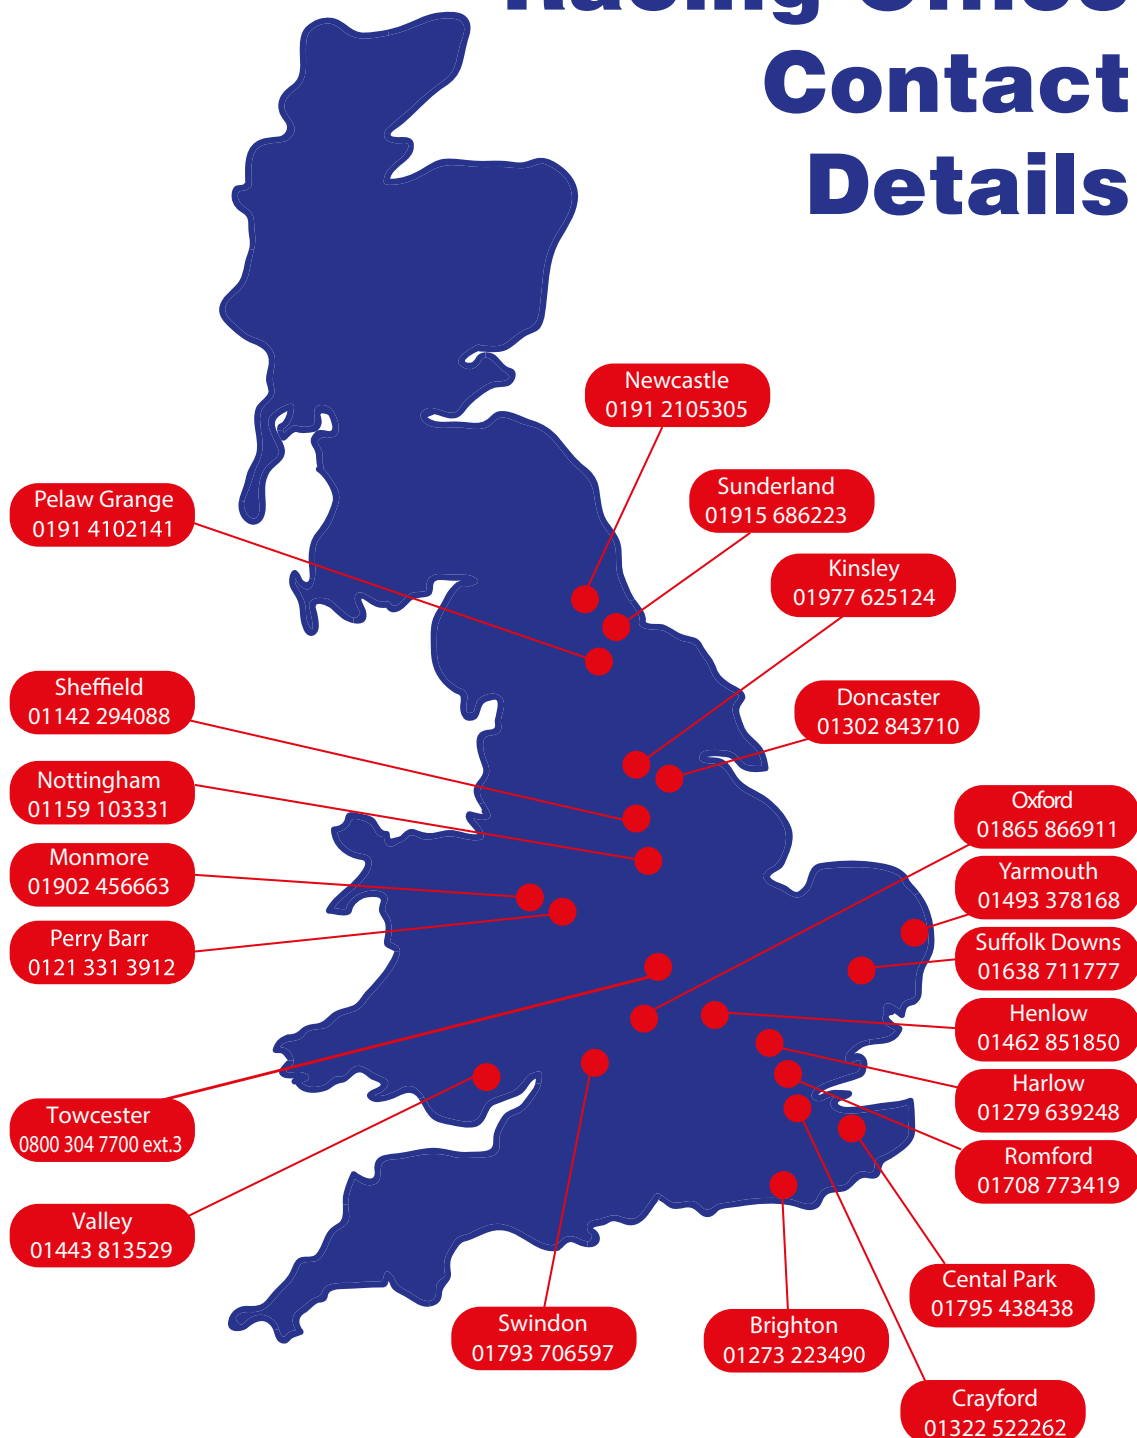 Racing Office
Contact
Details
Newcastle
0191 2105305
Sunderland
01915 686223
Pelaw Grange
0191 4102141
Kinsley
01977 625124
Sheffield
01142 294088
Doncaster
01302 843710
Nottingham
01159 103331
Oxford
01865 866911
Monmore
01902 456663
Yarmouth
01493 378168
Perry Barr
0121 331 3912
Suffolk Downs
01638 711777
Henlow
01462 851850
Harlow
01279 639248
Towcester
0800 304 7700 ext.3
Romford
01708 773419
Valley
01443 813529
Cental Park
01795 438438
Swindon
01793 706597
Brighton
01273 223490
Crayford
01322 522262